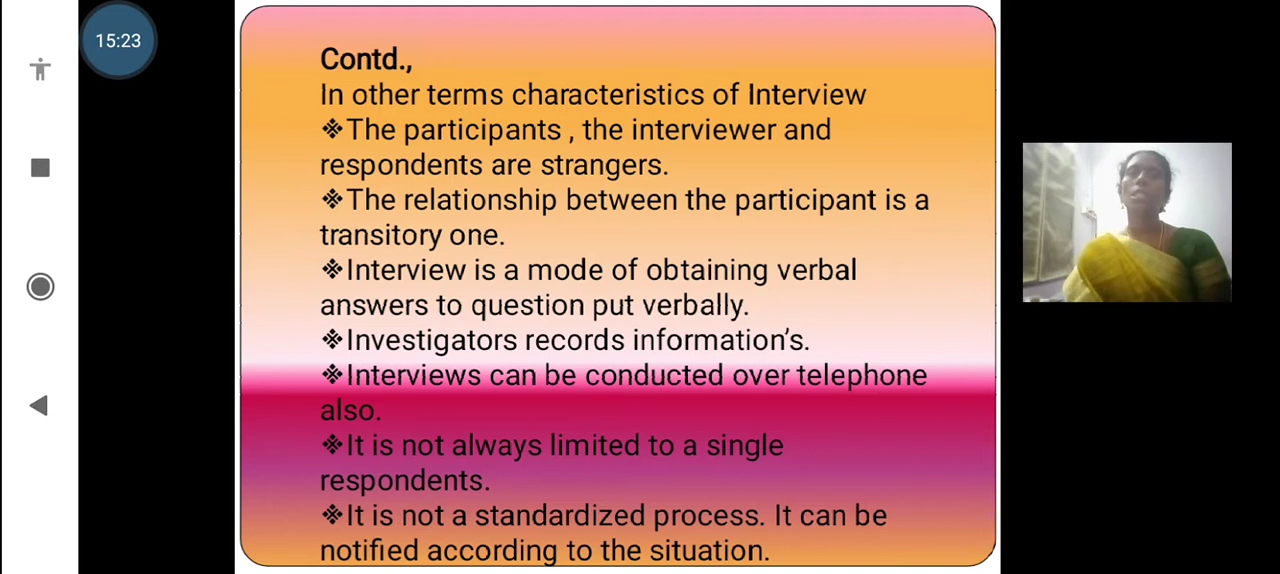 15:23
Contd.,
In other terms characteristics of Interview
❖The participants , the interviewer and
respondents are strangers.
❖The relationship between the participant is a
transitory one.
❖Interview is a mode of obtaining verbal
answers to question put verbally.
❖Investigators records information’s.
❖Interviews can be conducted over telephone
also.
❖It is not always limited to a single
respondents.
❖It is not a standardized process. It can be
notified according to the situation.